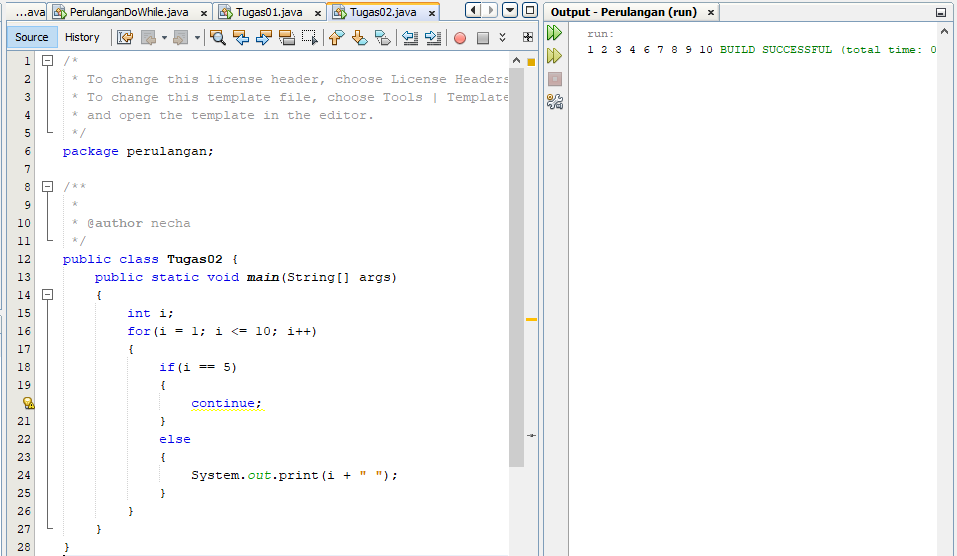 ...ava PerulanganDoWhile.java Tugas01.java Tugas02.java
Source History
1 /*
2 * To change this license header, choose License Headers
3 * To change this template file, choose Tools | Template
4 * and open the template in the editor.
5 */
6 package perulangan;
7
8 /**
9 *
10 * @author necha
11 */
12 public class Tugas02 {
13 public static void main(String[] args)
14 {
15 int i;
16 for(i = 1; i <= 10; i++)
17 {
18 if(i == 5)
19 {
continue;
21 }
22 else
23 {
24 System.out.print(i + " ");
25 }
26 }
27 }
28 }
Output - Perulangan (run)
run:
1 2 3 4 6 7 8 9 10 BUILD SUCCESSFUL (total time: 0